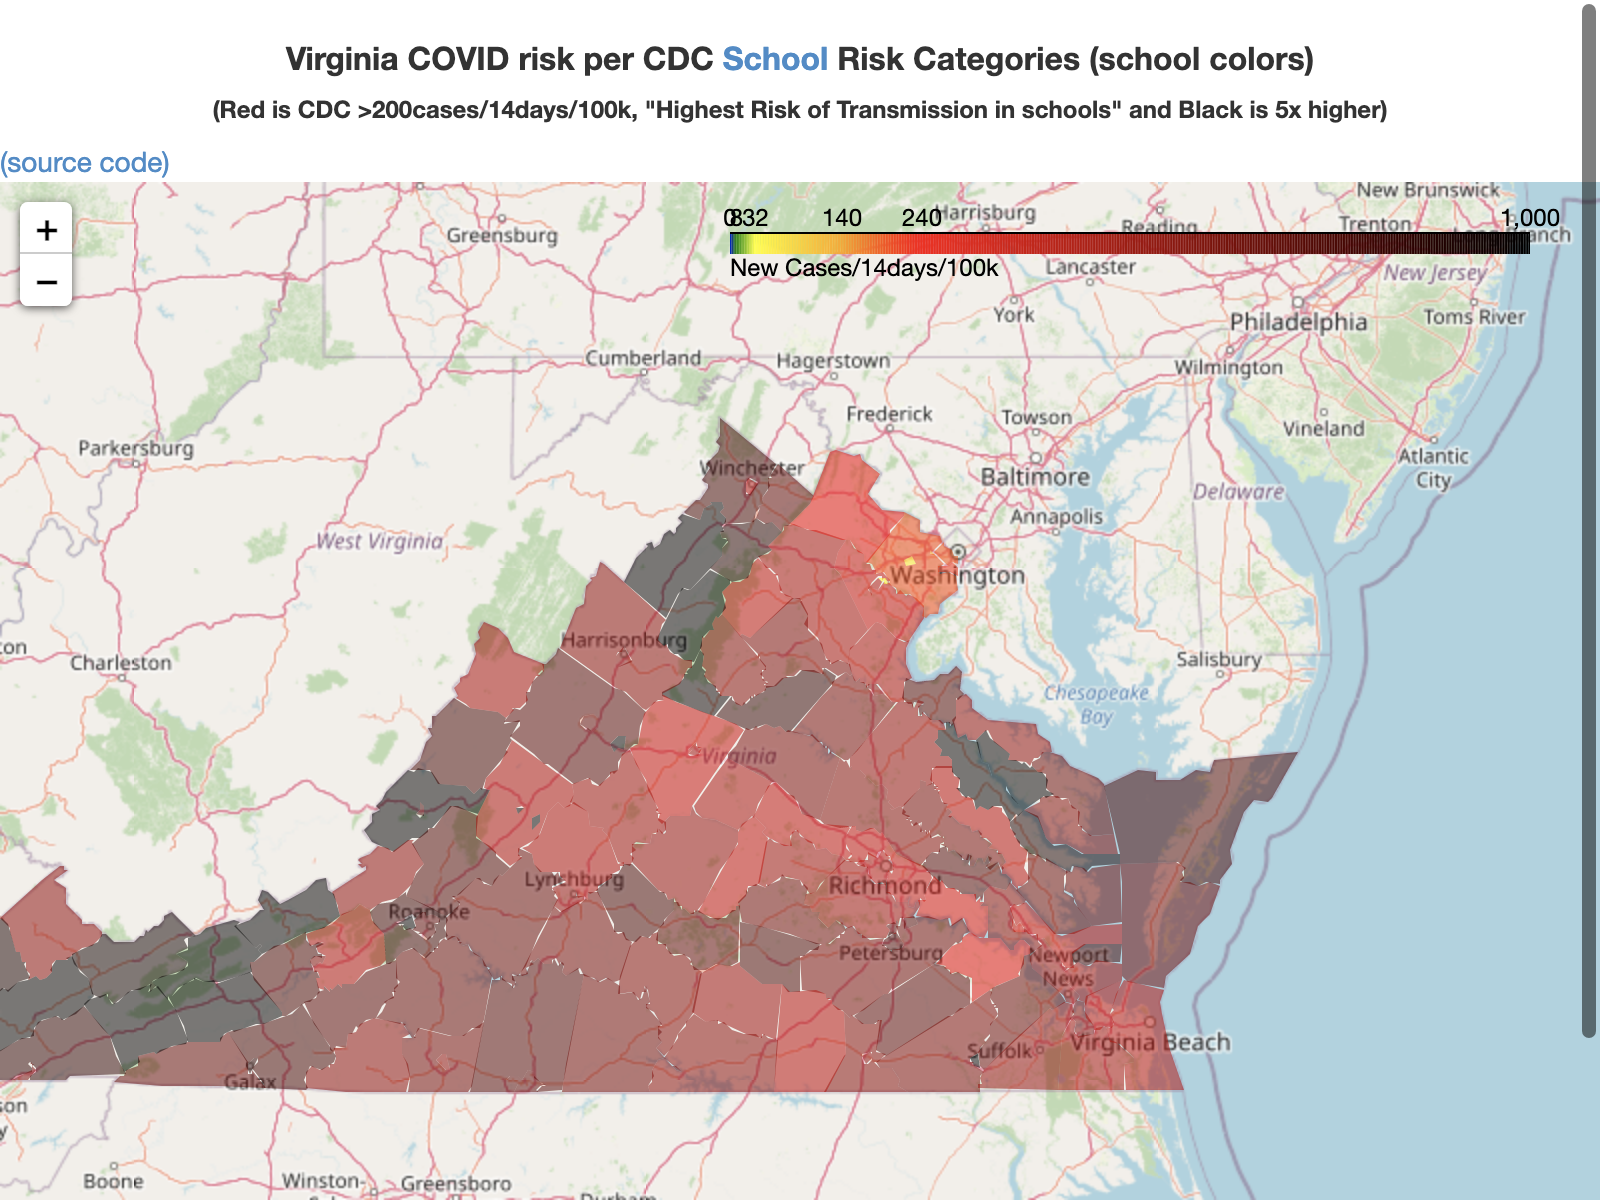 Virginia COVID risk per CDC School Risk Categories (school colors)
(Red is CDC >200cases/14days/100k, "Highest Risk of Transmission in schools" and Black is 5x higher)
(source code)
+
−
0 8 32 140 240 1,000
New Cases/14days/100k
New Brunswick
Harrisburg
Reading
Trenton
Greensburg
Lancaster
New Jersey
York
Philadelphia
Toms River
Cumberland
Hagerstown
Wilmington
Frederick
Towson
Vineland
Parkersburg
Winchester
Baltimore
Atlantic
City
Delaware
Annapolis
West Virginia
Washington
Harrisonburg
Charleston
Salisbury
Chesapeake
Bay
Virginia
Lynchburg
Richmond
Roanoke
Petersburg
Newport
News
Suffolk
Virginia Beach
Galax
Boone
Winston-
Greensboro